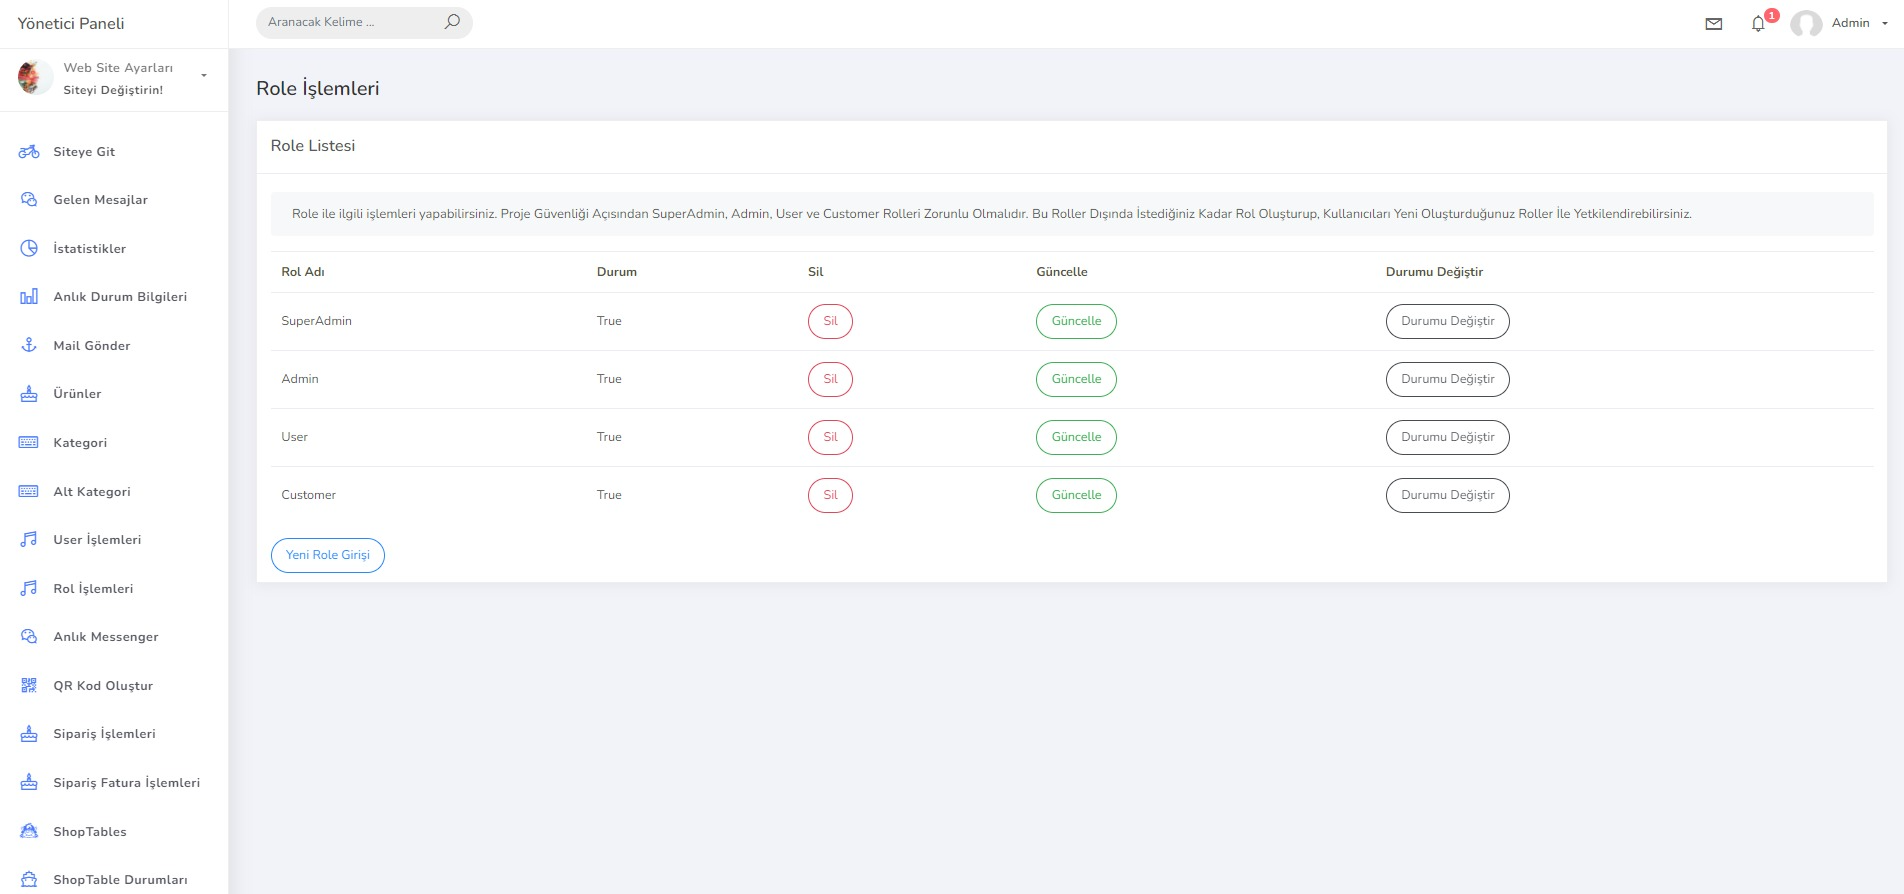 Yönetici Paneli
Aranacak Kelime ...
1
Admin
Web Site Ayarları
Siteyi Değiştirin!
Siteye Git
Gelen Mesajlar
İstatistikler
Anlık Durum Bilgileri
Mail Gönder
Ürünler
Kategori
Alt Kategori
User İşlemleri
Rol İşlemleri
Anlık Messenger
QR Kod Oluştur
Sipariş İşlemleri
Sipariş Fatura İşlemleri
ShopTables
ShopTable Durumları
Role İşlemleri
Role Listesi
Role ile ilgili işlemleri yapabilirsiniz. Proje Güvenliği Açısından SuperAdmin, Admin, User ve Customer Rolleri Zorunlu Olmalıdır. Bu Roller Dışında İstediğiniz Kadar Rol Oluşturup, Kullanıcıları Yeni Oluşturduğunuz Roller İle Yetkilendirebilirsiniz.
Rol Adı Durum Sil Güncelle Durumu Değiştir
SuperAdmin True Sil Güncelle Durumu Değiştir
Admin True Sil Güncelle Durumu Değiştir
User True Sil Güncelle Durumu Değiştir
Customer True Sil Güncelle Durumu Değiştir
Yeni Role Girişi